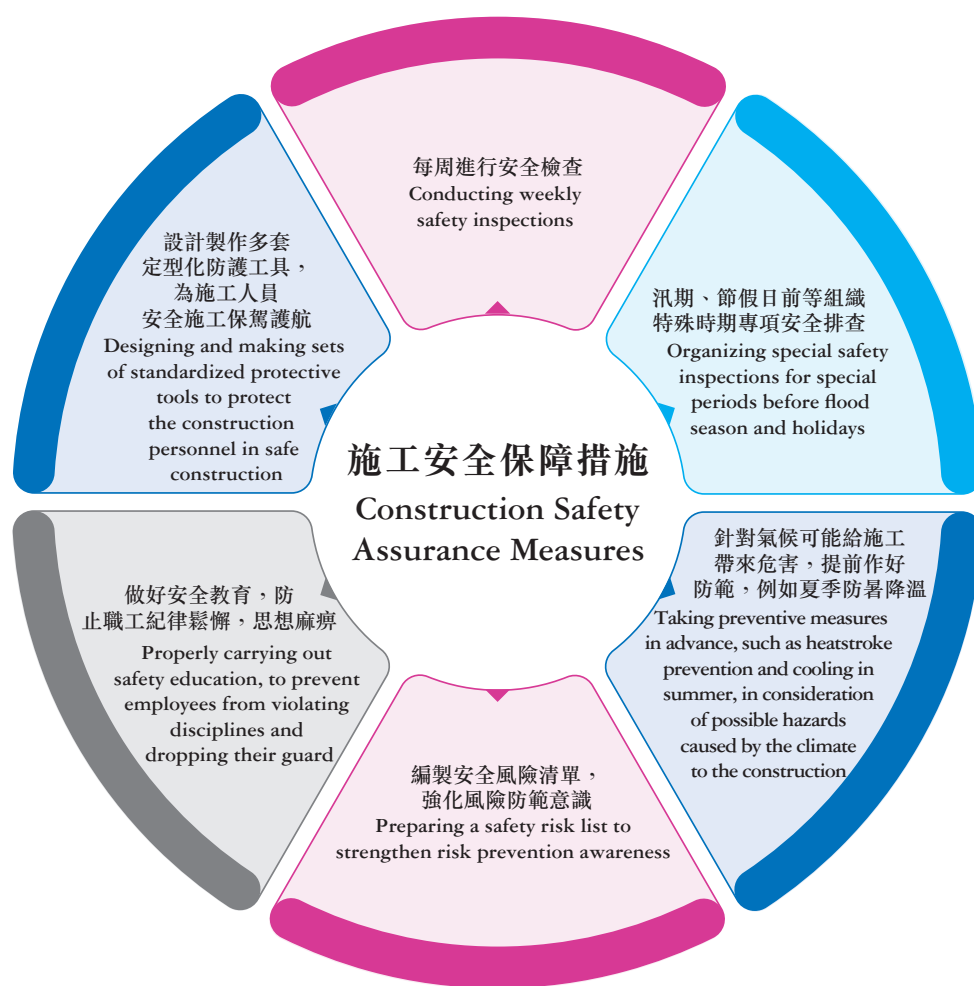 每周進行安全檢查
Conducting weekly
safety inspections
汛期、節假日前等組織
特殊時期專項安全排查
Organizing special safety
inspections for special
periods before flood
season and holidays
針對氣候可能給施工
帶來危害，提前作好
防範，例如夏季防暑降溫
Taking preventive measures
in advance, such as heatstroke
prevention and cooling in
summer, in consideration
of possible hazards
caused by the climate
to the construction
編製安全風險清單，
強化風險防範意識
Preparing a safety risk list to
strengthen risk prevention awareness
做好安全教育，防
止職工紀律鬆懈，思想麻痹
Properly carrying out
safety education, to prevent
employees from violating
disciplines and
dropping their guard
設計製作多套
定型化防護工具，
為施工人員
安全施工保駕護航
Designing and making sets
of standardized protective
tools to protect
the construction
personnel in safe
construction
施工安全保障措施
Construction Safety
Assurance Measures